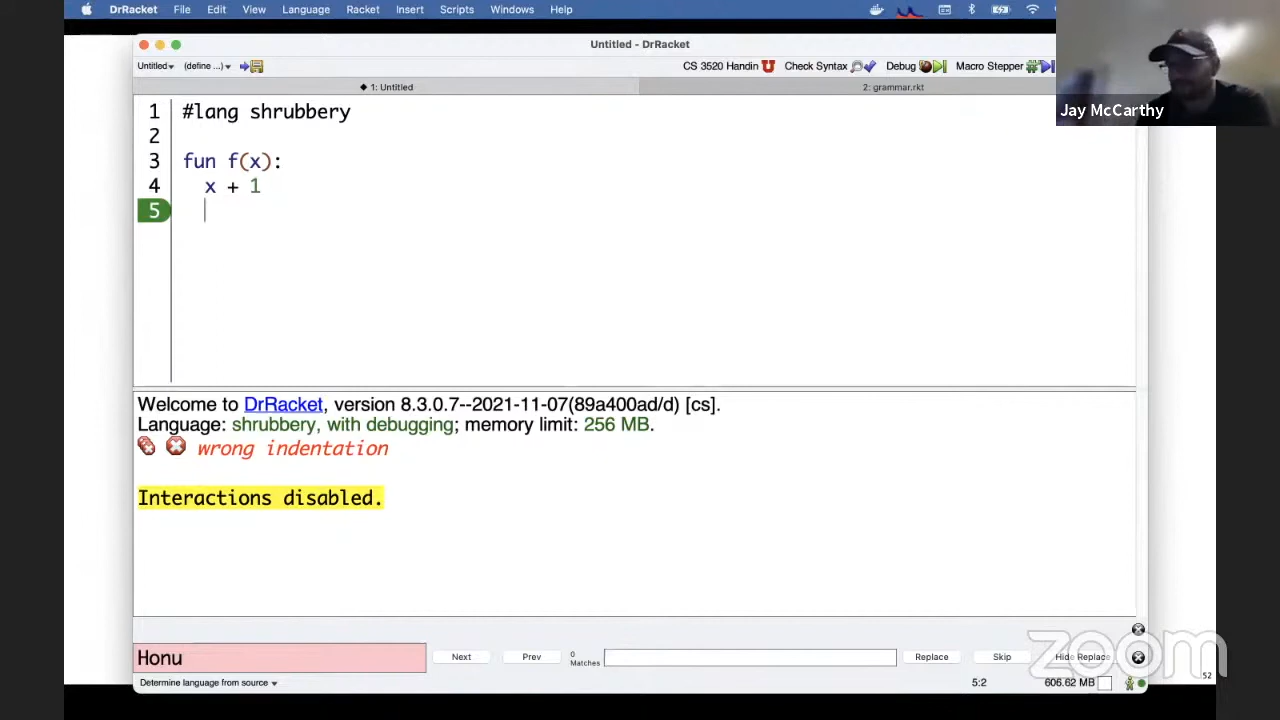 DrRacket File Edit View Language Racket Insert Scripts Windows Help
Untitled - DrRacket
Untitled (define ...) CS 3520 Handin Check Syntax Debug Macro Stepper
1: Untitled 2: grammar.rkt
Jay McCarthy
1 #lang shrubbery
2
3 fun f(x):
4 x + 1
5
Welcome to DrRacket, version 8.3.0.7--2021-11-07(89a400ad/d) [cs].
Language: shrubbery, with debugging; memory limit: 256 MB.
wrong indentation
Interactions disabled.
Honu Next Prev 0 Matches Replace Skip Hide Replace
zoom
Determine language from source 5:2 606.62 MB
52